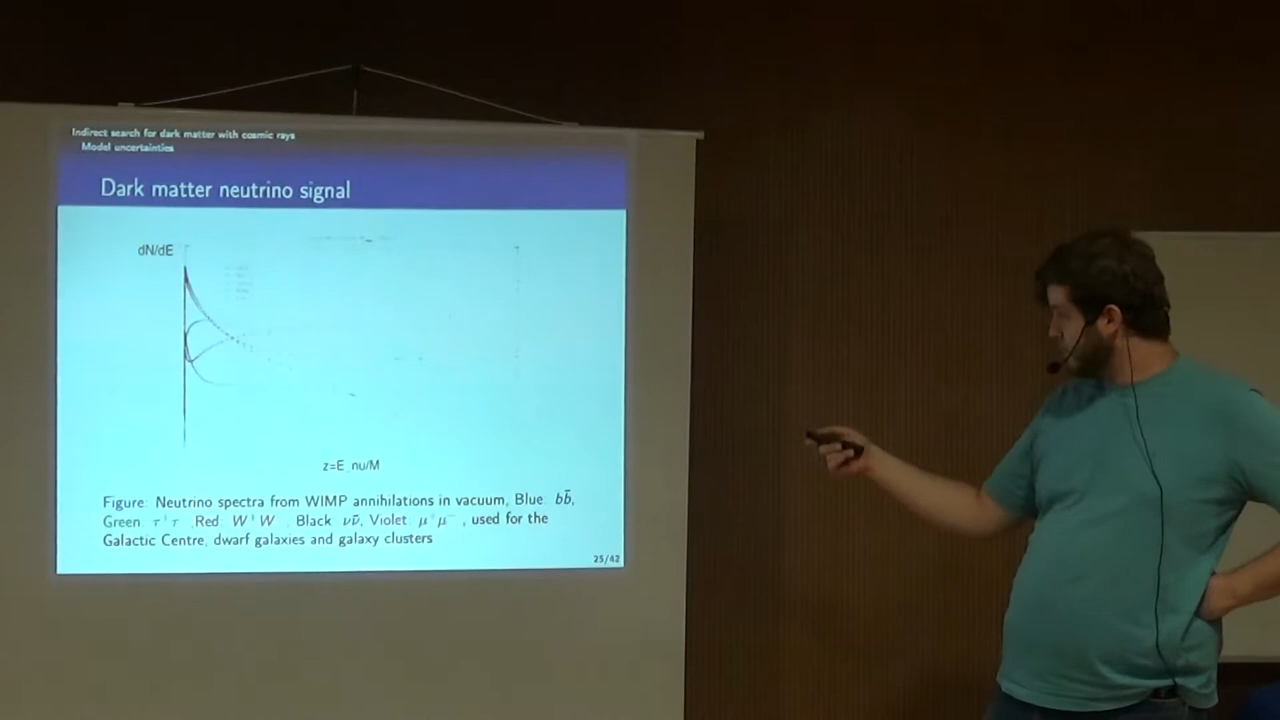 Indirect search for dark matter with cosmic rays
Model uncertainties
Dark matter neutrino signal
dN/dE
z=E_nu/M
Figure: Neutrino spectra from WIMP annihilations in vacuum, Blue: bb̄,
Green: τ⁺τ⁻, Red: W⁺W⁻, Black: νν̄, Violet: μ⁺μ⁻, used for the
Galactic Centre, dwarf galaxies and galaxy clusters
25/42